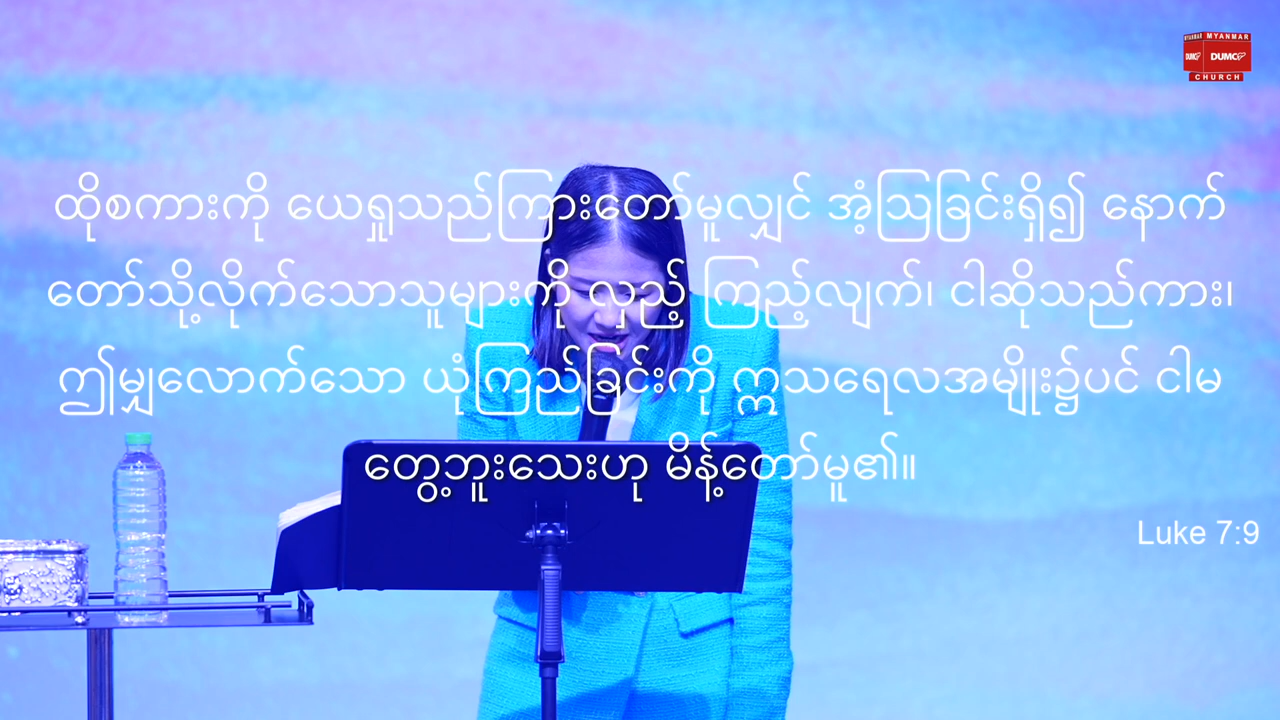 MYANMAR MYANMAR
DUMC DUMC
CHURCH
ထိုစကားကို ယေရှုသည်ကြားတော်မူလျှင် အံ့သြခြင်းရှိ၍ နောက်
တော်သို့လိုက်သောသူများကို လှည့် ကြည့်လျက်၊ ငါဆိုသည်ကား၊
ဤမျှလောက်သော ယုံကြည်ခြင်းကို ဣသရေလအမျိုး၌ပင် ငါမ
တွေ့ဘူးသေးဟု မိန့်တော်မူ၏။
Luke 7:9